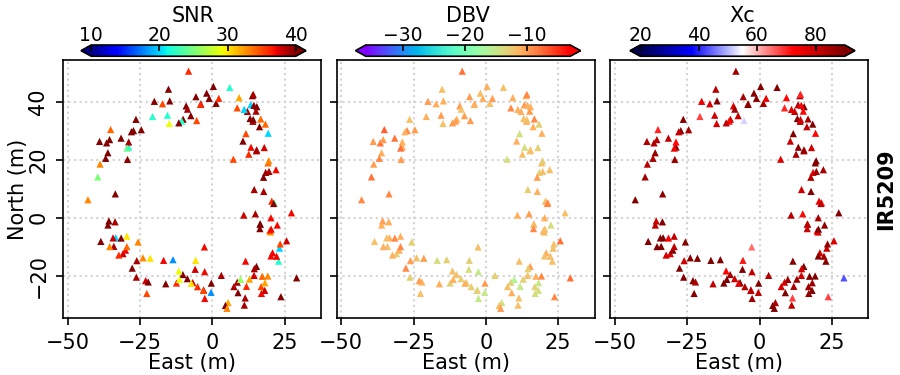 SNR DBV Xc
10 20 30 40 −30 −20 −10 20 40 60 80
40
20
0
−20
North (m)
IR5209
−50 −25 0 25 −50 −25 0 25 −50 −25 0 25
East (m) East (m) East (m)